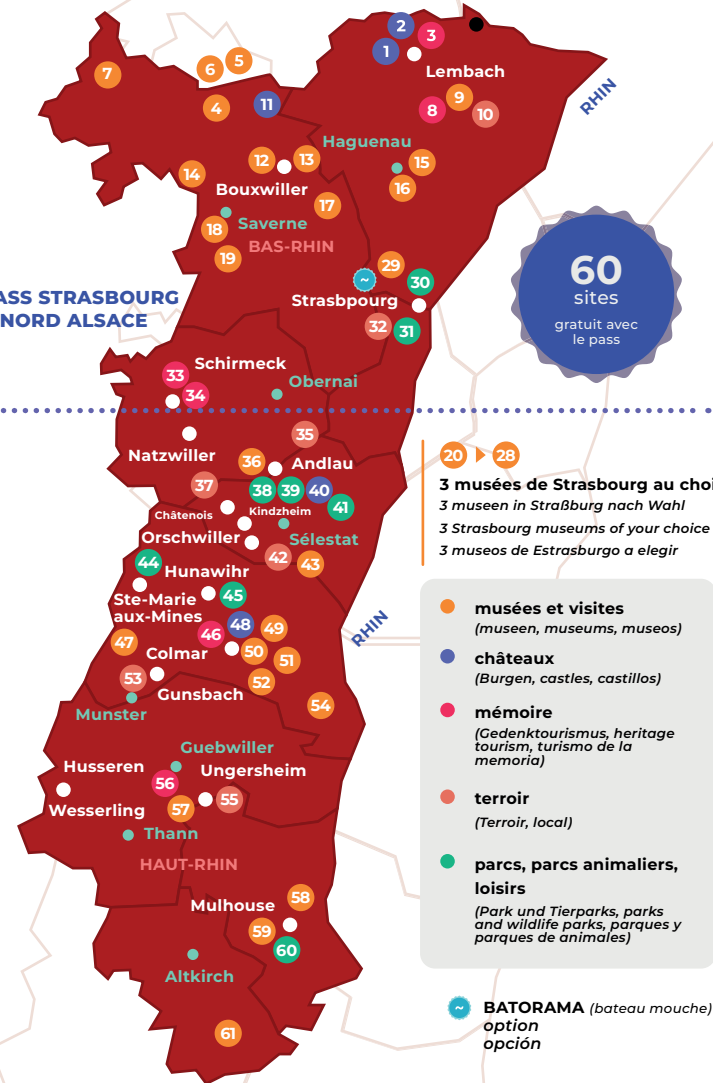 2
5
3
6
1
7
Lembach
RHIN
9
11
4
8
10
Haguenau
12
13
15
14
16
Bouxwiller
17
Saverne
18
BAS-RHIN
19
29
~
30
60
sites
gratuit avec
le pass
ASS STRASBOURG
NORD ALSACE
Strasbpourg
32
31
Schirmeck
33
Obernai
34
35
Natzwiller
36
Andlau
20
28
37
38
39
40
41
3 musées de Strasbourg au choi
3 museen in Straßburg nach Wahl
3 Strasbourg museums of your choice
3 museos de Estrasburgo a elegir
Châtenois
Kindzheim
Orschwiller
Sélestat
42
43
44
Hunawihr
45
Ste-Marie
aux-Mines
48
49
46
47
Colmar
50
51
52
53
Gunsbach
54
Munster
RHIN
musées et visites
(museen, museums, museos)
châteaux
(Burgen, castles, castillos)
mémoire
(Gedenktourismus, heritage
tourism, turismo de la
memoria)
terroir
(Terroir, local)
parcs, parcs animaliers,
loisirs
(Park und Tierparks, parks
and wildlife parks, parques y
parques de animales)
Guebwiller
Husseren
Ungersheim
56
55
57
Wesserling
Thann
HAUT-RHIN
58
Mulhouse
59
60
Altkirch
61
~
BATORAMA (bateau mouche)
option
opción